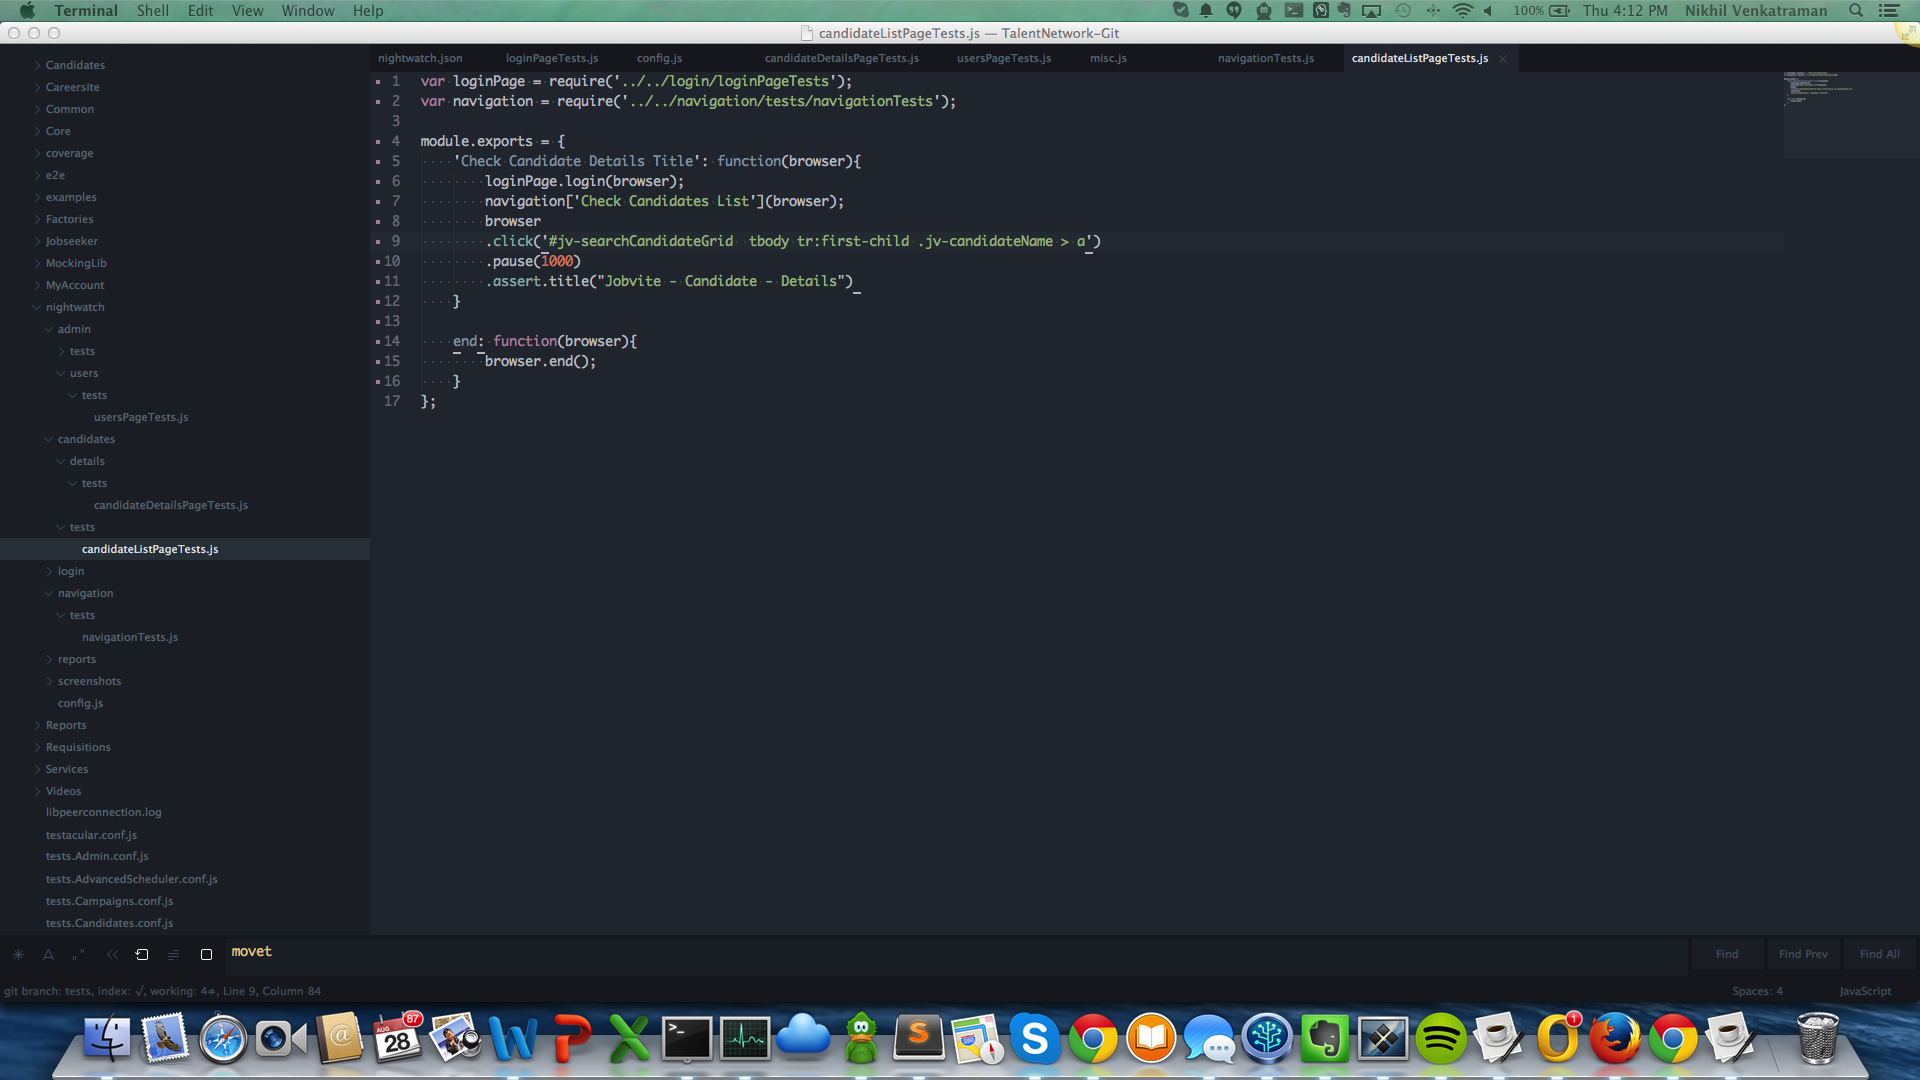 Terminal Shell Edit View Window Help 100% Thu 4:12 PM Nikhil Venkatraman
candidateListPageTests.js — TalentNetwork-Git
nightwatch.json loginPageTests.js config.js candidateDetailsPageTests.js usersPageTests.js misc.js navigationTests.js candidateListPageTests.js
Candidates
Careersite
Common
Core
coverage
e2e
examples
Factories
Jobseeker
MockingLib
MyAccount
nightwatch
admin
tests
users
tests
usersPageTests.js
candidates
details
tests
candidateDetailsPageTests.js
tests
candidateListPageTests.js
login
navigation
tests
navigationTests.js
reports
screenshots
config.js
Reports
Requisitions
Services
Videos
libpeerconnection.log
testacular.conf.js
tests.Admin.conf.js
tests.AdvancedScheduler.conf.js
tests.Campaigns.conf.js
tests.Candidates.conf.js
1 var loginPage = require('../../login/loginPageTests');
2 var navigation = require('../../navigation/tests/navigationTests');
3
4 module.exports = {
5 'Check Candidate Details Title': function(browser){
6 loginPage.login(browser);
7 navigation['Check Candidates List'](browser);
8 browser
9 .click('#jv-searchCandidateGrid  tbody tr:first-child .jv-candidateName > a')
10 .pause(1000)
11 .assert.title("Jobvite - Candidate - Details")
12 }
13
14 end: function(browser){
15 browser.end();
16 }
17 };
movet
Find Find Prev Find All
git branch: tests, index: √, working: 4≠, Line 9, Column 84 Spaces: 4 JavaScript
AUG 28 87
280
1